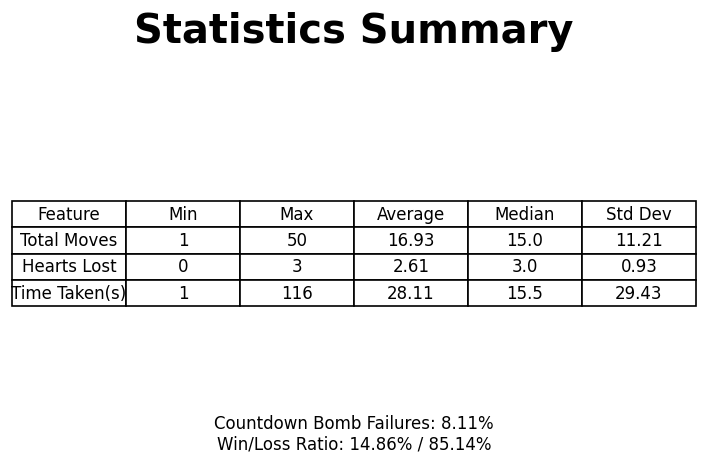 Statistics Summary
Feature Min Max Average Median Std Dev
Total Moves 1 50 16.93 15.0 11.21
Hearts Lost 0 3 2.61 3.0 0.93
Time Taken(s) 1 116 28.11 15.5 29.43
Countdown Bomb Failures: 8.11%
Win/Loss Ratio: 14.86% / 85.14%